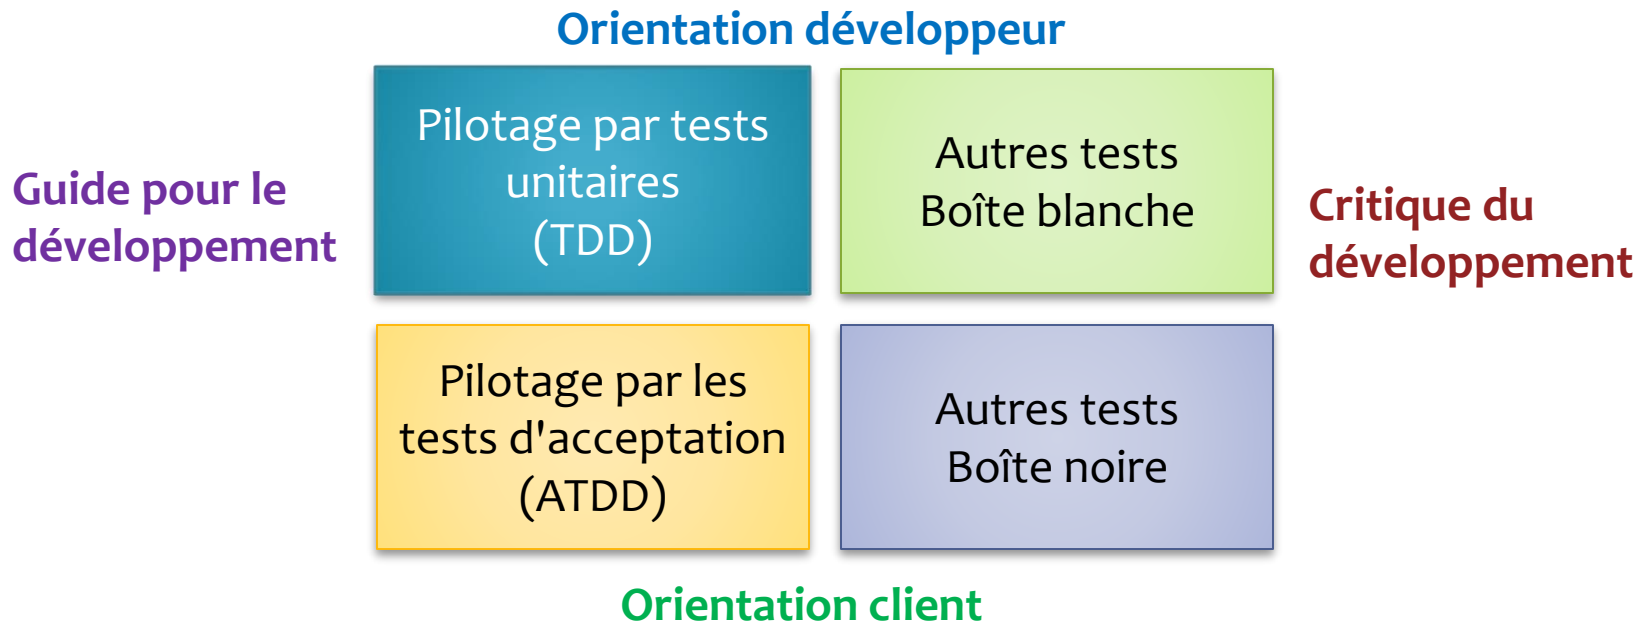 Orientation développeur
Pilotage par tests
unitaires
(TDD)
Autres tests
Boîte blanche
Guide pour le
développement
Critique du
développement
Pilotage par les
tests d'acceptation
(ATDD)
Autres tests
Boîte noire
Orientation client